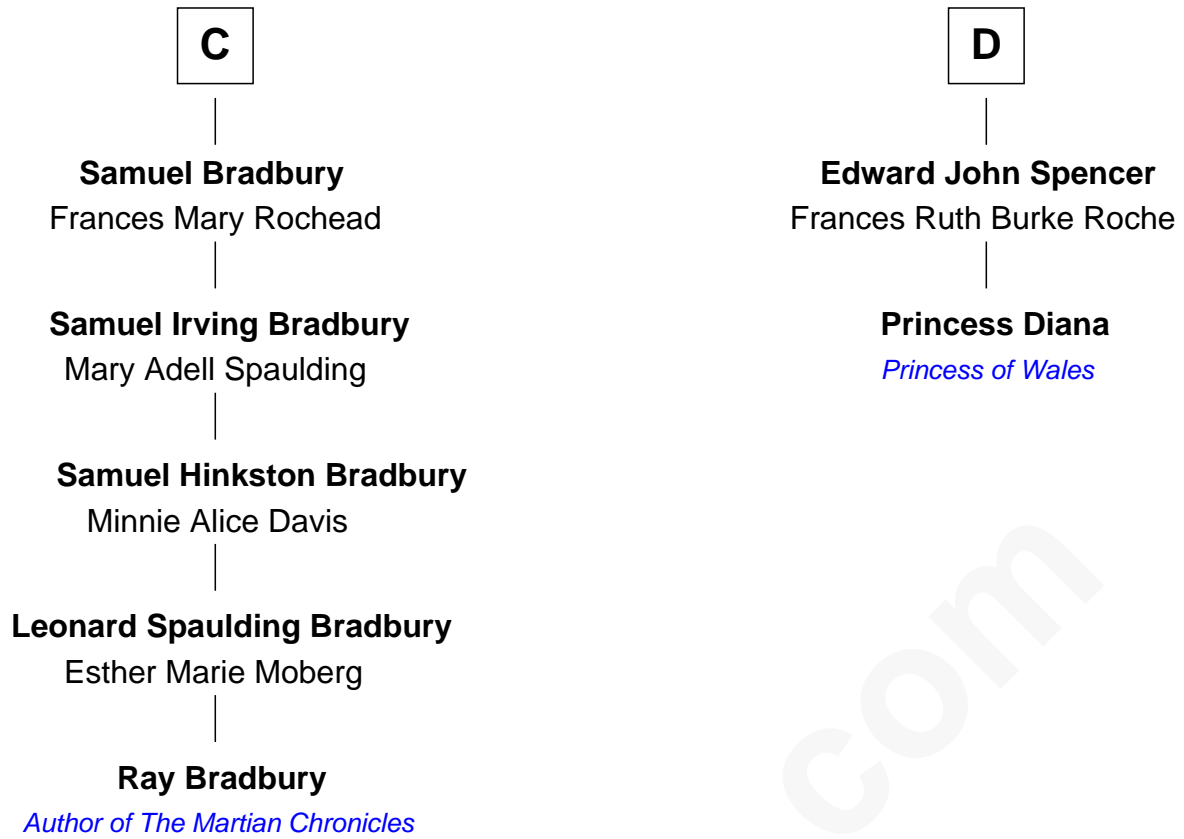 C
Samuel Bradbury
Frances Mary Rochead
Samuel Irving Bradbury
Mary Adell Spaulding
Samuel Hinkston Bradbury
Minnie Alice Davis
Leonard Spaulding Bradbury
Esther Marie Moberg
Ray Bradbury
Author of The Martian Chronicles
D
Edward John Spencer
Frances Ruth Burke Roche
Princess Diana
Princess of Wales
com